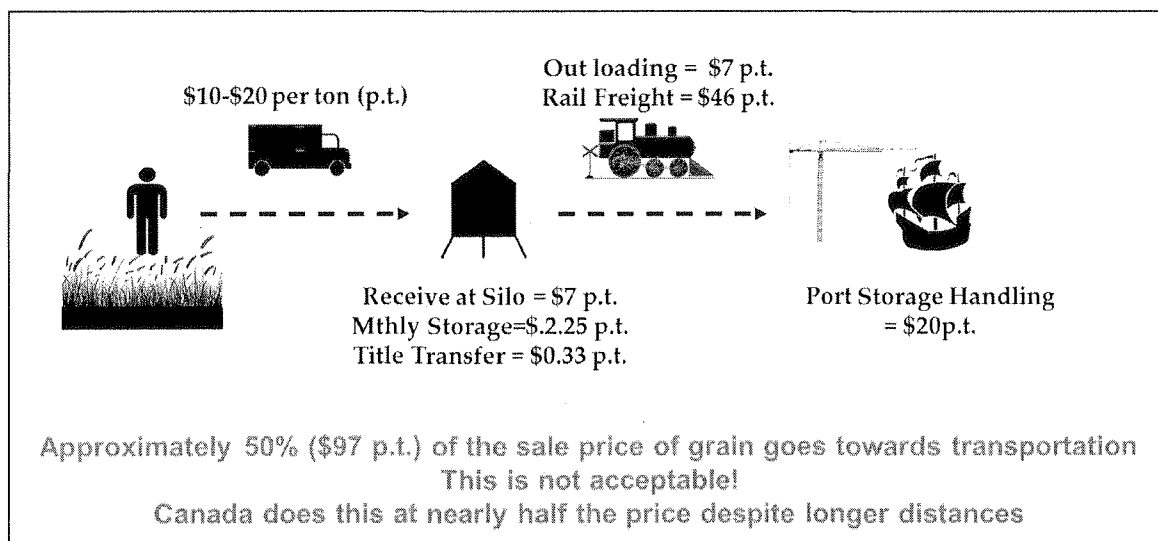 $10-$20 per ton (p.t.)
Out loading = $7 p.t.
Rail Freight = $46 p.t.
Receive at Silo = $7 p.t.
Mthly Storage=$.2.25 p.t.
Title Transfer = $0.33 p.t.
Port Storage Handling
= $20p.t.
Approximately 50% ($97 p.t.) of the sale price of grain goes towards transportation
This is not acceptable!
Canada does this at nearly half the price despite longer distances